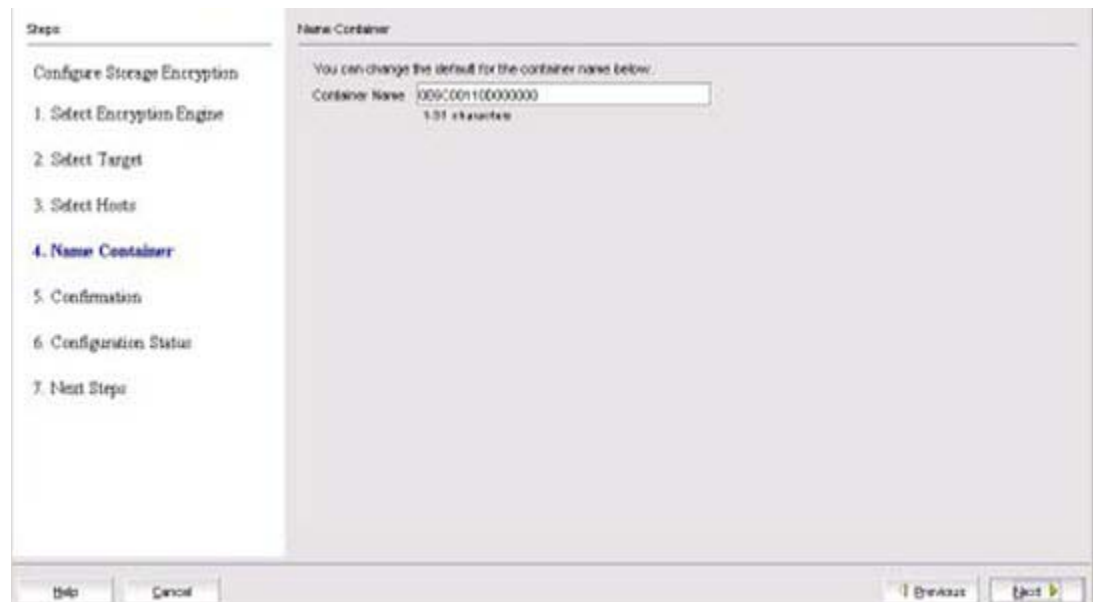 Steps
Configure Storage Encryption
1. Select Encryption Engine
2. Select Target
3. Select Hosts
4. Name Container
5. Confirmation
6. Configuration Status
7. Next Steps
Name Container
You can change the default for the container name below.
Container Name
1-31 characters
Help
Cancel
Previous
Next